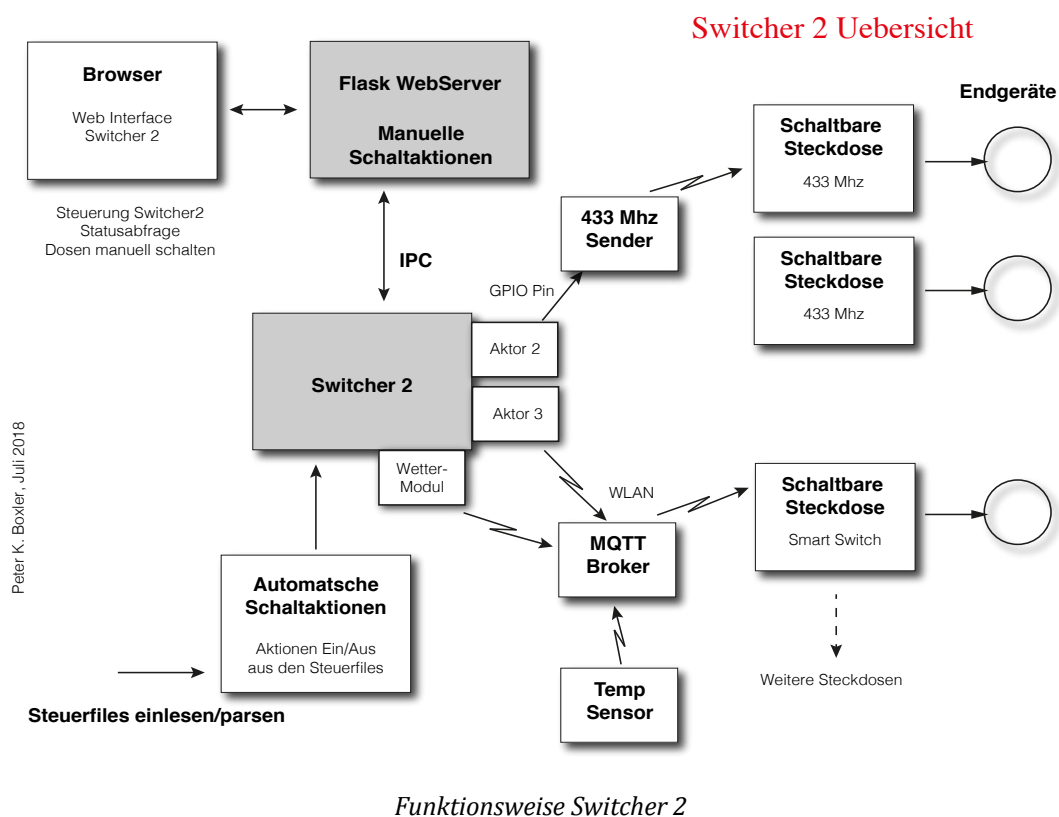 Switcher 2 Uebersicht
Browser
Web Interface
Switcher 2
Steuerung Switcher2
Statusabfrage
Dosen manuell schalten
Flask WebServer
Manuelle
Schaltaktionen
IPC
433 Mhz
Sender
GPIO Pin
Schaltbare
Steckdose
433 Mhz
Endgeräte
Schaltbare
Steckdose
433 Mhz
Switcher 2
Aktor 2
Aktor 3
Wetter-
Modul
WLAN
MQTT
Broker
Schaltbare
Steckdose
Smart Switch
Weitere Steckdosen
Temp
Sensor
Automatsche
Schaltaktionen
Aktionen Ein/Aus
aus den Steuerfiles
Steuerfiles einlesen/parsen
Peter K. Boxler, Juli 2018
Funktionsweise Switcher 2